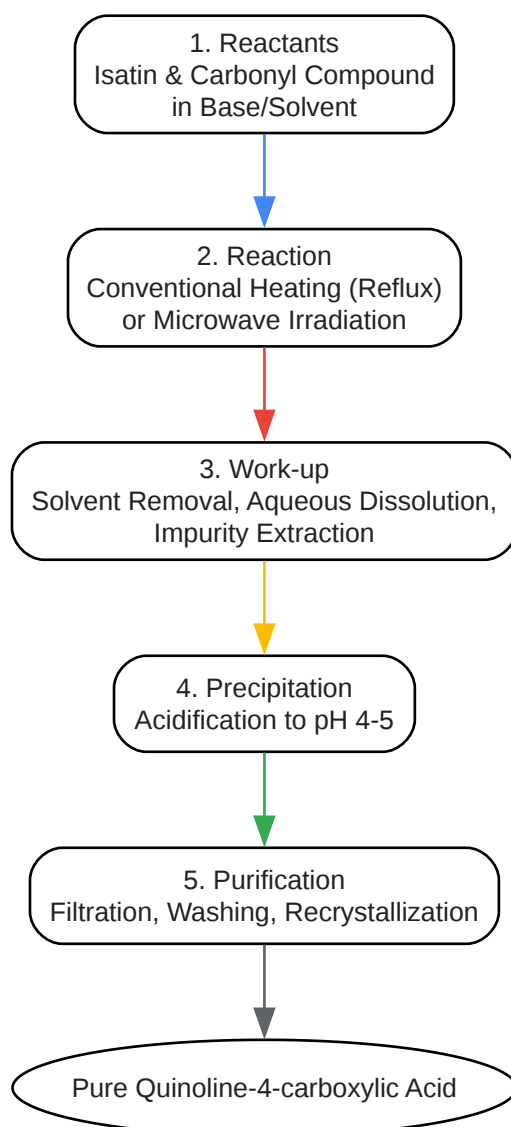 1. Reactants
Isatin & Carbonyl Compound
in Base/Solvent
2. Reaction
Conventional Heating (Reflux)
or Microwave Irradiation
3. Work-up
Solvent Removal, Aqueous Dissolution,
Impurity Extraction
4. Precipitation
Acidification to pH 4-5
5. Purification
Filtration, Washing, Recrystallization
Pure Quinoline-4-carboxylic Acid